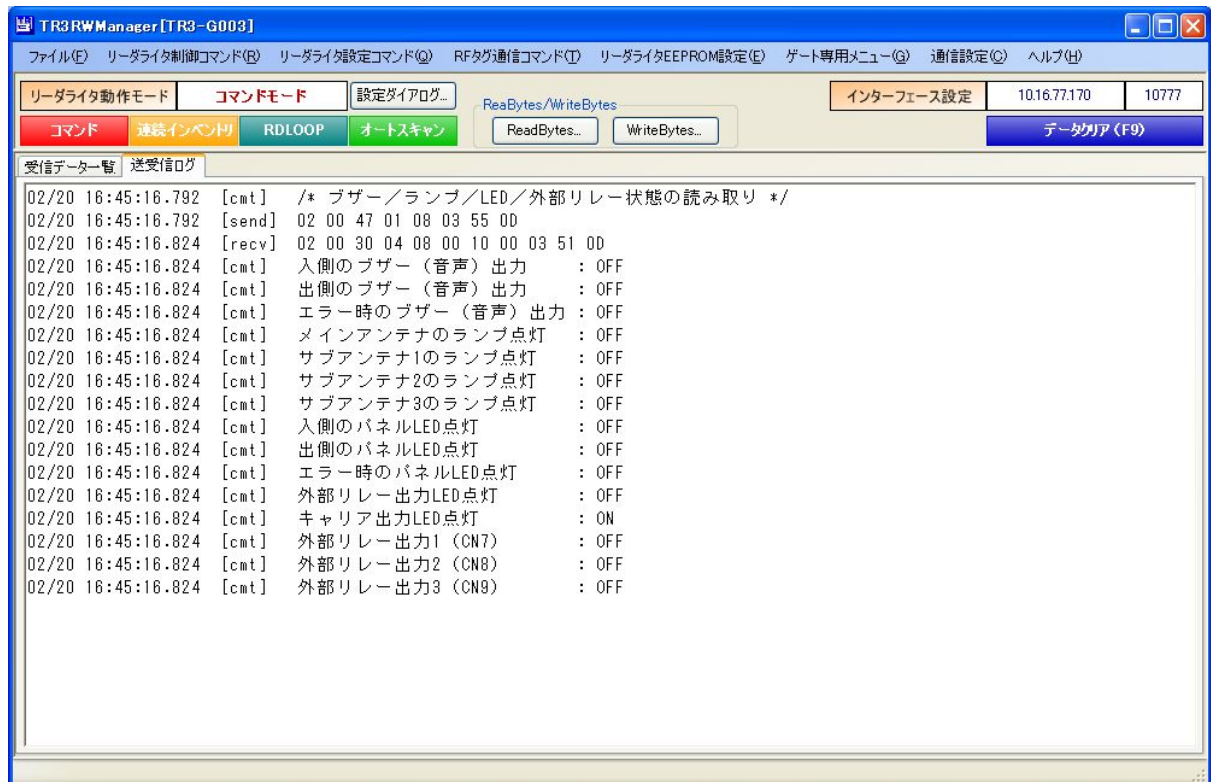 TR3RWManager[TR3-G003]
ファイル(F) リーダライタ制御コマンド(R) リーダライタ設定コマンド(Q) RFタグ通信コマンド(T) リーダライタEEPROM設定(E) ゲート専用メニュー(G) 通信設定(C) ヘルプ(H)
リーダライタ動作モード コマンドモード 設定ダイアログ... ReaBytes/WriteBytes インターフェース設定 10.16.77.170 10777
コマンド 連続インベントリ RDLOOP オートスキャン ReadBytes... WriteBytes... データクリア(F9)
受信データ一覧 送受信ログ
02/20 16:45:16.792 [cmt] /* ブザー/ランプ/LED/外部リレー状態の読み取り */
02/20 16:45:16.792 [send] 02 00 47 01 08 03 55 0D
02/20 16:45:16.824 [recv] 02 00 30 04 08 00 10 00 03 51 0D
02/20 16:45:16.824 [cmt] 入側のブザー(音声)出力 : OFF
02/20 16:45:16.824 [cmt] 出側のブザー(音声)出力 : OFF
02/20 16:45:16.824 [cmt] エラー時のブザー(音声)出力 : OFF
02/20 16:45:16.824 [cmt] メインアンテナのランプ点灯 : OFF
02/20 16:45:16.824 [cmt] サブアンテナ1のランプ点灯 : OFF
02/20 16:45:16.824 [cmt] サブアンテナ2のランプ点灯 : OFF
02/20 16:45:16.824 [cmt] サブアンテナ3のランプ点灯 : OFF
02/20 16:45:16.824 [cmt] 入側のパネルLED点灯 : OFF
02/20 16:45:16.824 [cmt] 出側のパネルLED点灯 : OFF
02/20 16:45:16.824 [cmt] エラー時のパネルLED点灯 : OFF
02/20 16:45:16.824 [cmt] 外部リレー出力LED点灯 : OFF
02/20 16:45:16.824 [cmt] キャリア出力LED点灯 : ON
02/20 16:45:16.824 [cmt] 外部リレー出力1(CN7) : OFF
02/20 16:45:16.824 [cmt] 外部リレー出力2(CN8) : OFF
02/20 16:45:16.824 [cmt] 外部リレー出力3(CN9) : OFF